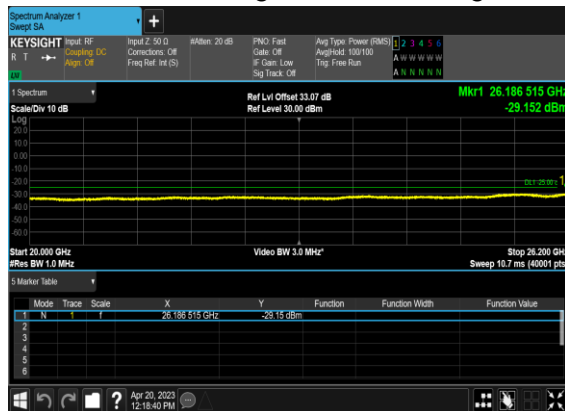 Spectrum Analyzer 1
Swept SA
+
KEYSIGHT Input: RF
Coupling: DC
Align: Off
R T
LW
Input Z: 50 Ω
Corrections: Off
Freq Ref: Int (S)
#Atten: 20 dB
PNO: Fast
Gate: Off
IF Gain: Low
Sig Track: Off
Avg Type: Power (RMS)
Avg|Hold: 100/100
Trig: Free Run
1 2 3 4 5 6
A W W W W W
A N N N N N
1 Spectrum
Scale/Div 10 dB
Ref Lvl Offset 33.07 dB
Ref Level 30.00 dBm
Mkr1 26.186 515 GHz
-29.152 dBm
Log
20.0
10.0
0.00
-10.0
-20.0
-30.0
-40.0
-50.0
-60.0
DL1 -25.00
1
Start 20.000 GHz
#Res BW 1.0 MHz
Video BW 3.0 MHz*
Stop 26.200 GHz
Sweep 10.7 ms (40001 pts)
5 Marker Table
Mode Trace Scale X Y Function Function Width Function Value
1 N 1 f 26.186 515 GHz -29.15 dBm
2
3
4
5
6
?
Apr 20, 2023
12:18:40 PM